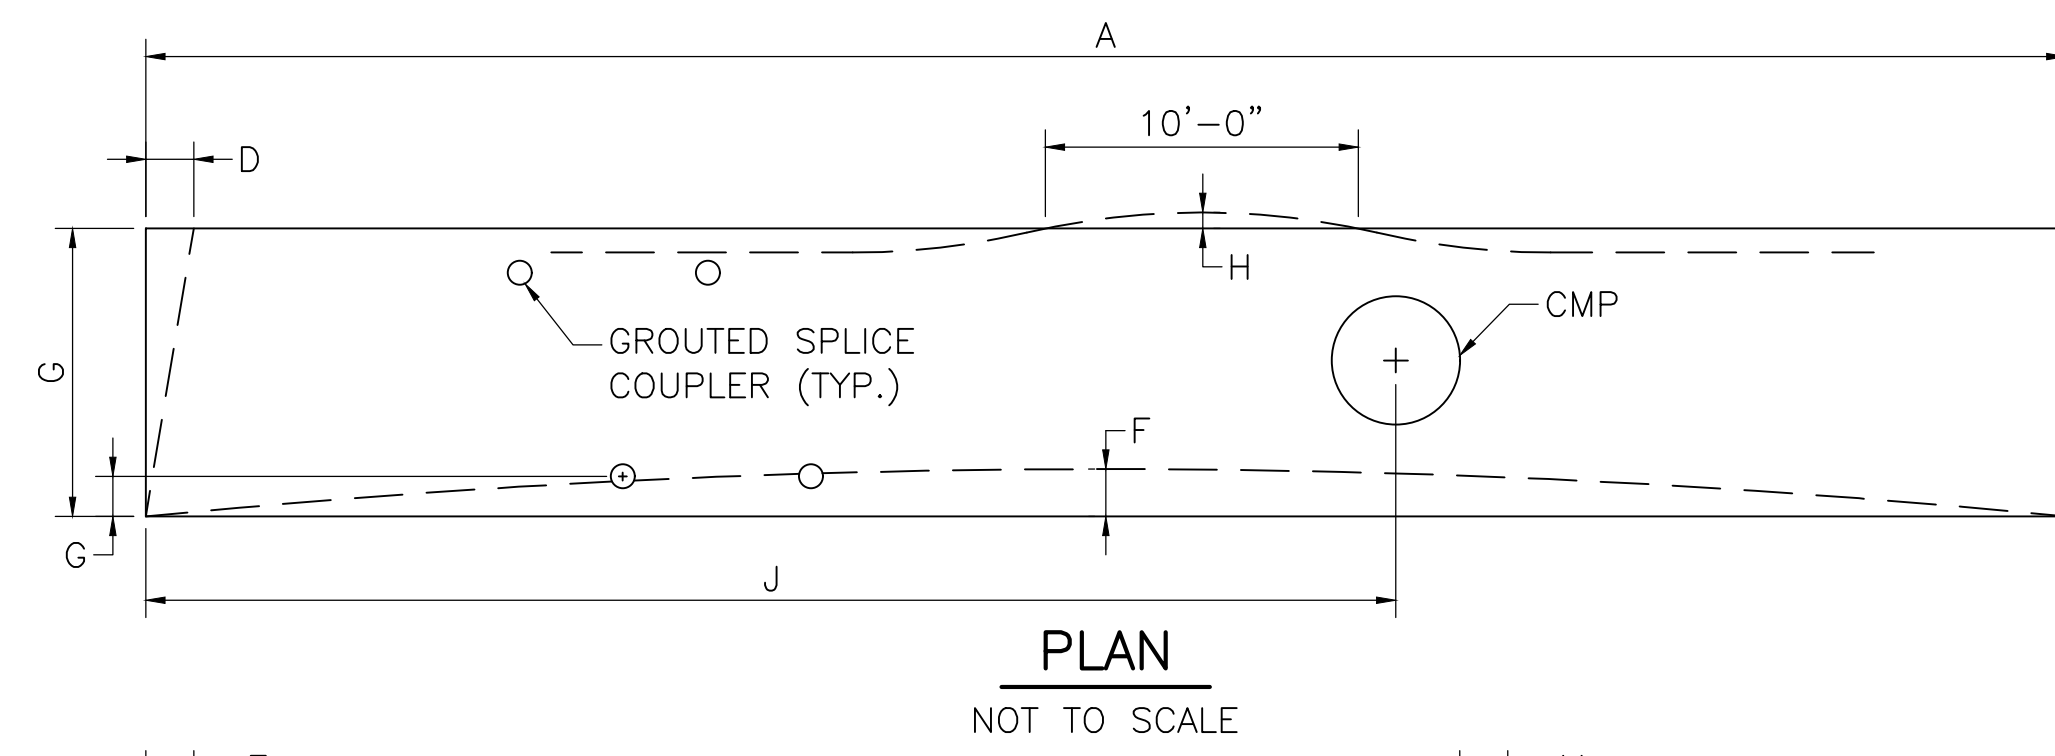 A
10'-0"
D
H
CMP
GROUTED SPLICE
COUPLER (TYP.)
G
F
G
J
PLAN
NOT TO SCALE